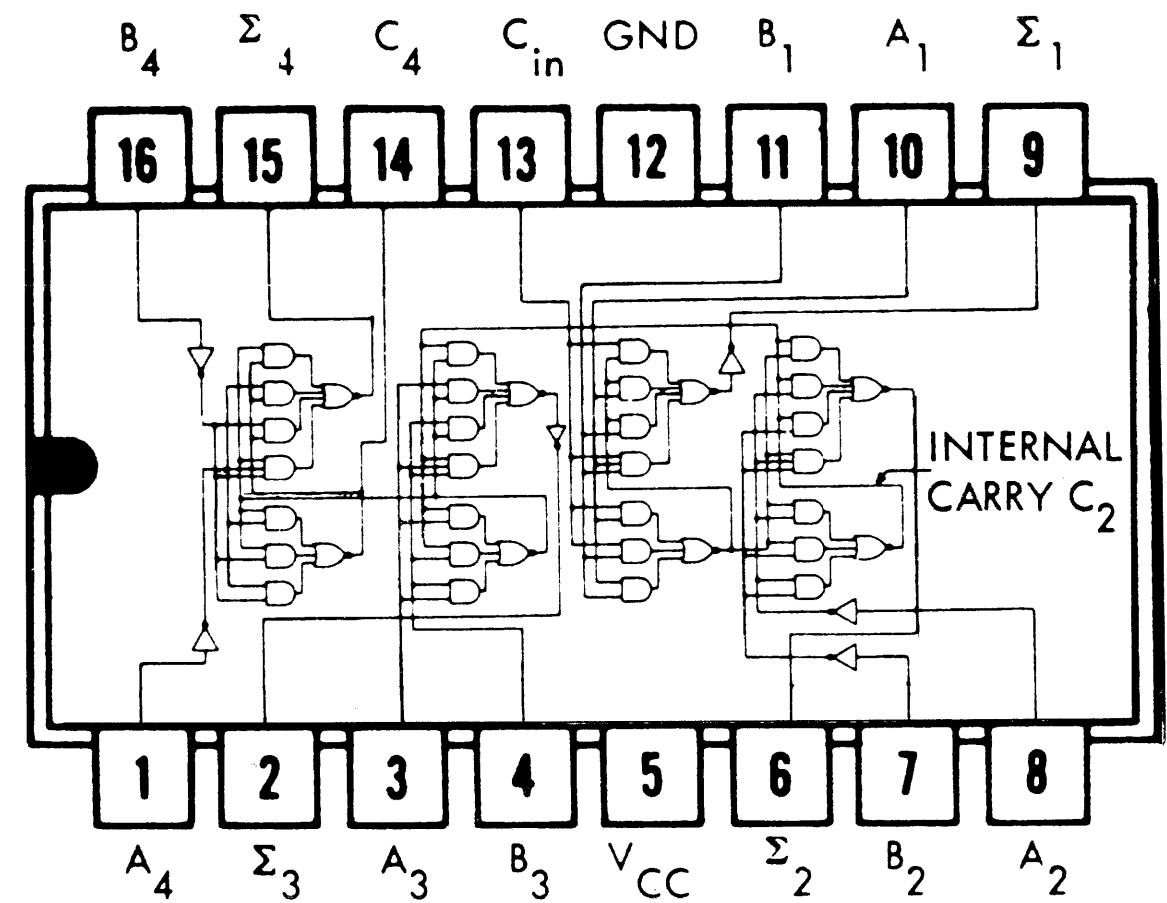 B4 Σ4 C4 Cin GND B1 A1 Σ1
16 15 14 13 12 11 10 9
INTERNAL
CARRY C2
1 2 3 4 5 6 7 8
A4 Σ3 A3 B3 VCC Σ2 B2 A2